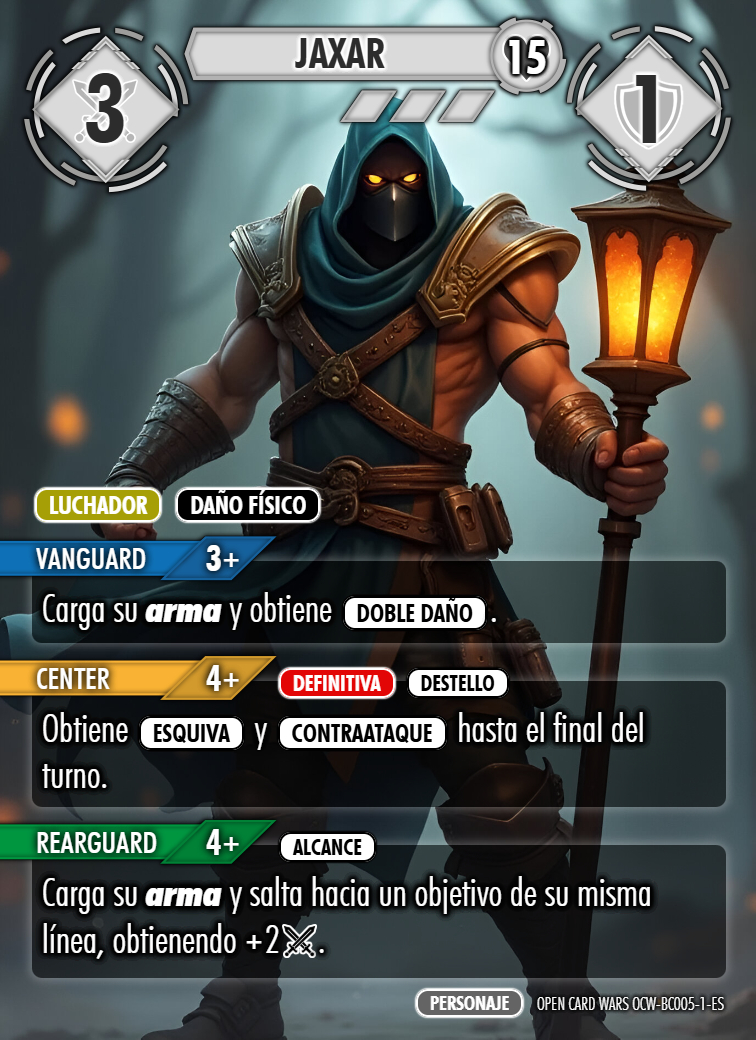 3
JAXAR
15
1
LUCHADOR DAÑO FÍSICO
VANGUARD 3+
Carga su arma y obtiene DOBLE DAÑO.
CENTER 4+ DEFINITIVA DESTELLO
Obtiene ESQUIVA y CONTRAATAQUE hasta el final del
turno.
REARGUARD 4+ ALCANCE
Carga su arma y salta hacia un objetivo de su misma
línea, obtienendo +2.
PERSONAJE OPEN CARD WARS OCW-BC005-1-ES